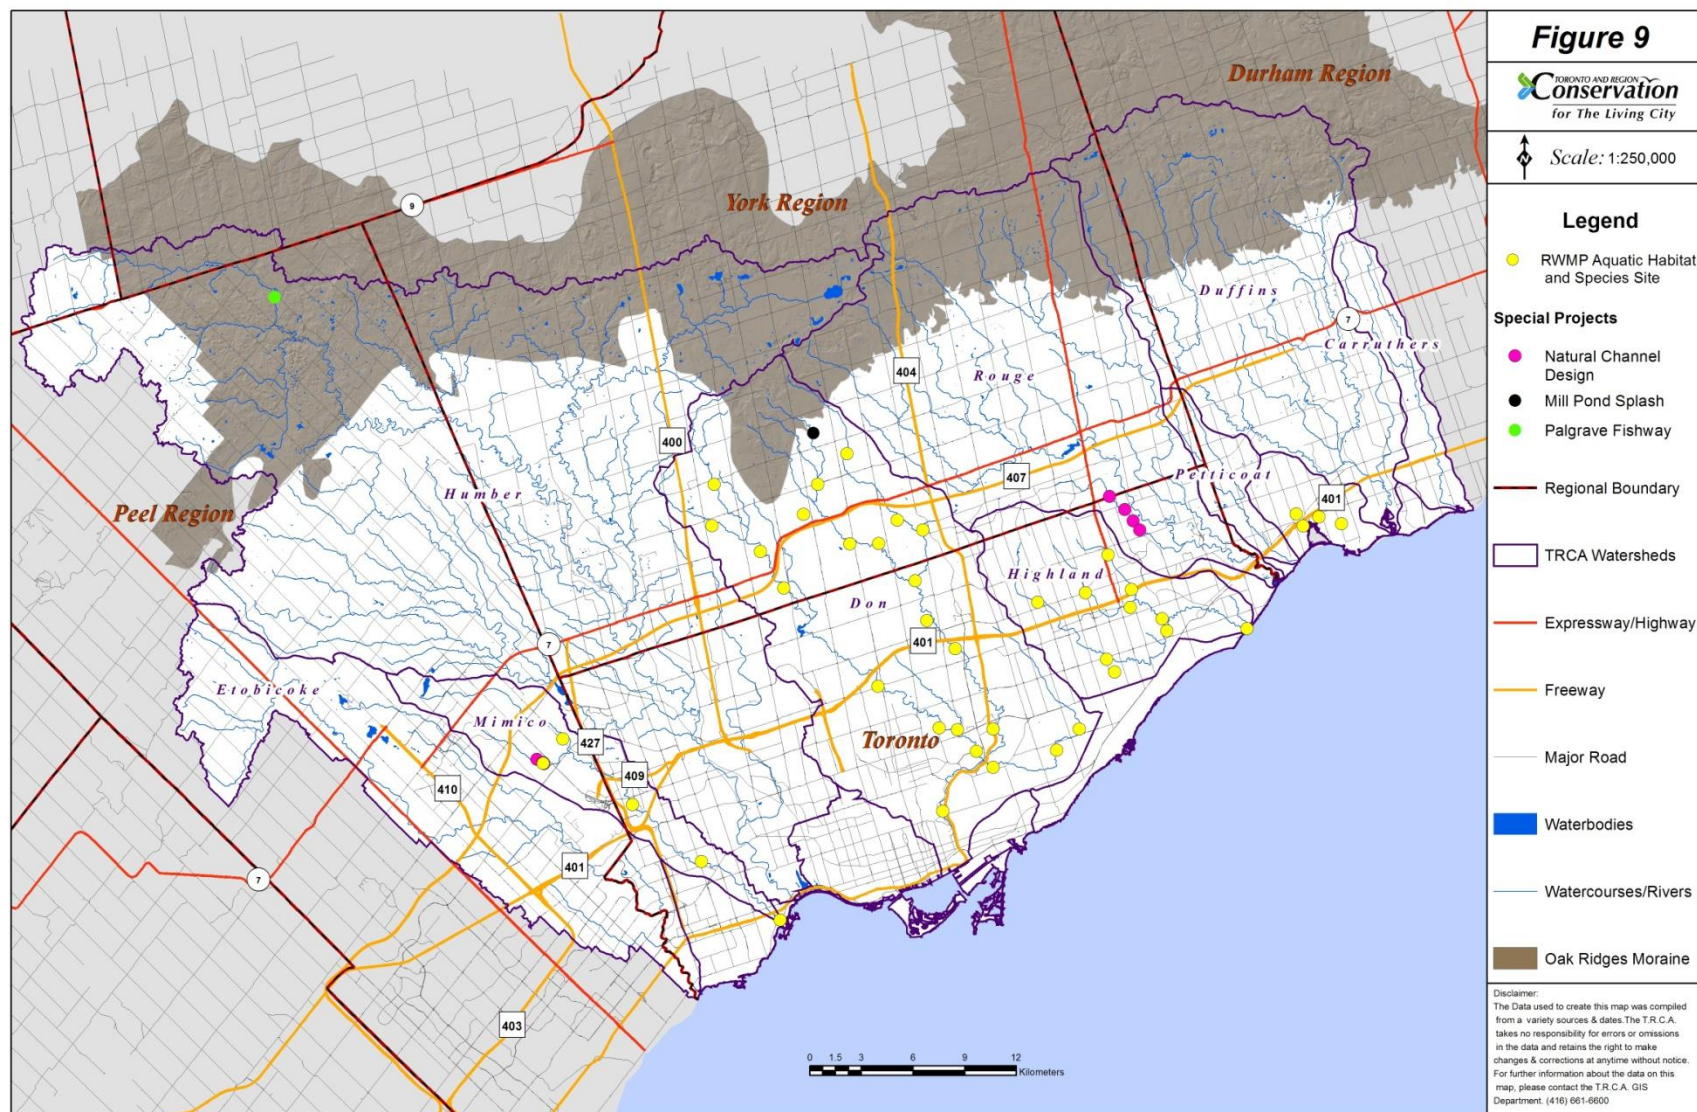 Figure 9
TORONTO AND REGION
Conservation
for The Living City
N
Scale: 1:250,000
Legend
RWMP Aquatic Habitat
and Species Site
Special Projects
Natural Channel
Design
Mill Pond Splash
Palgrave Fishway
Regional Boundary
TRCA Watersheds
Expressway/Highway
Freeway
Major Road
Waterbodies
Watercourses/Rivers
Oak Ridges Moraine
Disclaimer:
The Data used to create this map was compiled
from a variety sources & dates.The T.R.C.A.
takes no responsibility for errors or omissions
in the data and retains the right to make
changes & corrections at anytime without notice.
For further information about the data on this
map, please contact the T.R.C.A. GIS
Department. (416) 661-6600
Durham Region
York Region
9
Duffins
7
Carruthers
404
Rouge
400
407
Petticoat
Humber
401
Peel Region
Highland
Don
401
7
Etobicoke
Mimico
Toronto
427
409
410
401
7
403
0 1.5 3 6 9 12
Kilometers